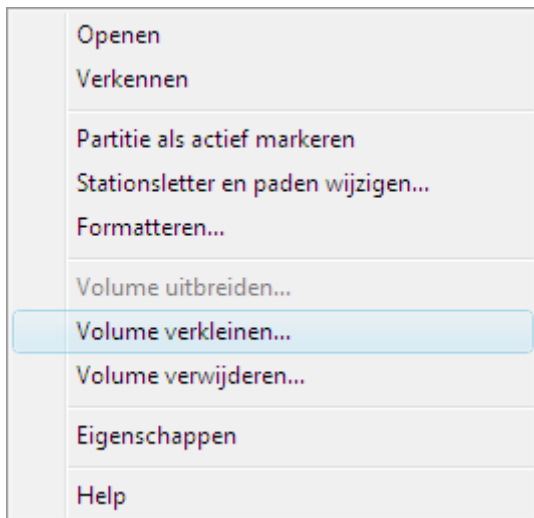 Openen
Verkennen
Partitie als actief markeren
Stationsletter en paden wijzigen...
Formatteren...
Volume uitbreiden...
Volume verkleinen...
Volume verwijderen...
Eigenschappen
Help